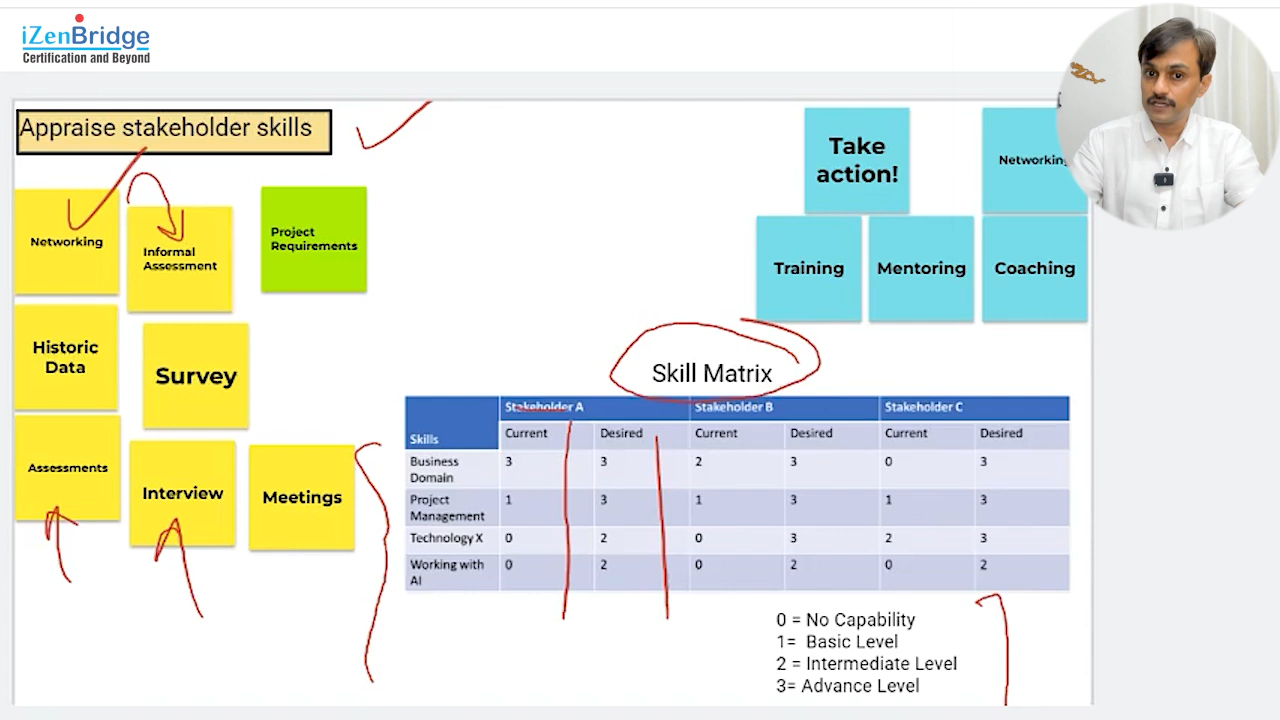 iZenBridge
Certification and Beyond
Appraise stakeholder skills
Networking
Informal
Assessment
Project
Requirements
Historic
Data
Survey
Assessments
Interview
Meetings
Take
action!
Networking
Training
Mentoring
Coaching
Skill Matrix
Skills Stakeholder A Stakeholder B Stakeholder C
Current Desired Current Desired Current Desired
Business
Domain 3 3 2 3 0 3
Project
Management 1 3 1 3 1 3
Technology X 0 2 0 3 2 3
Working with
AI 0 2 0 2 0 2
0 = No Capability
1= Basic Level
2 = Intermediate Level
3= Advance Level